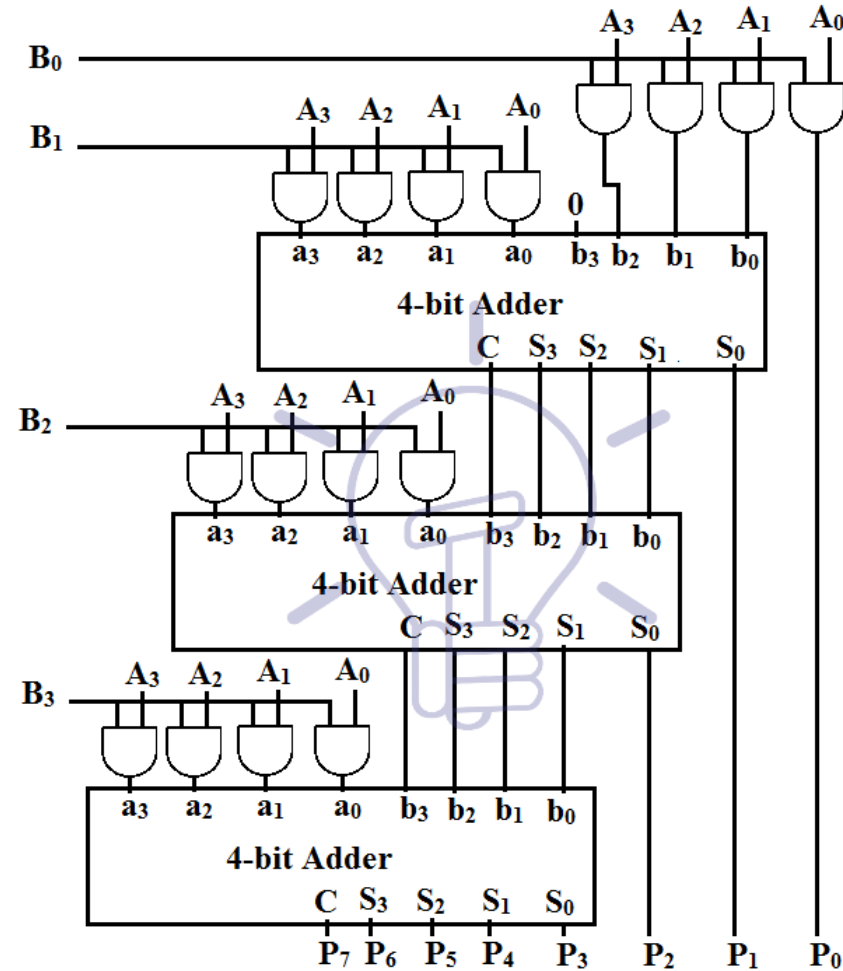 A₃ A₂ A₁ A₀
B₀
A₃ A₂ A₁ A₀
B₁
0
a₃ a₂ a₁ a₀ b₃ b₂ b₁ b₀
4-bit Adder
C S₃ S₂ S₁ S₀
A₃ A₂ A₁ A₀
B₂
a₃ a₂ a₁ a₀ b₃ b₂ b₁ b₀
4-bit Adder
C S₃ S₂ S₁ S₀
A₃ A₂ A₁ A₀
B₃
a₃ a₂ a₁ a₀ b₃ b₂ b₁ b₀
4-bit Adder
C S₃ S₂ S₁ S₀
P₇ P₆ P₅ P₄ P₃ P₂ P₁ P₀